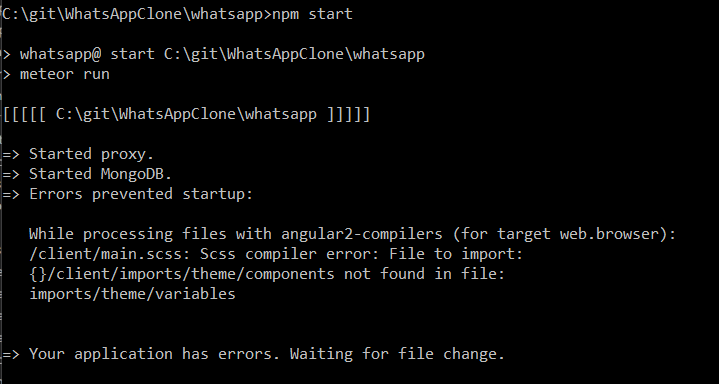 C:\git\WhatsAppClone\whatsapp>npm start
> whatsapp@ start C:\git\WhatsAppClone\whatsapp
> meteor run
[[[[[ C:\git\WhatsAppClone\whatsapp ]]]]]
=> Started proxy.
=> Started MongoDB.
=> Errors prevented startup:
While processing files with angular2-compilers (for target web.browser):
/client/main.scss: Scss compiler error: File to import:
{}/client/imports/theme/components not found in file:
imports/theme/variables
=> Your application has errors. Waiting for file change.